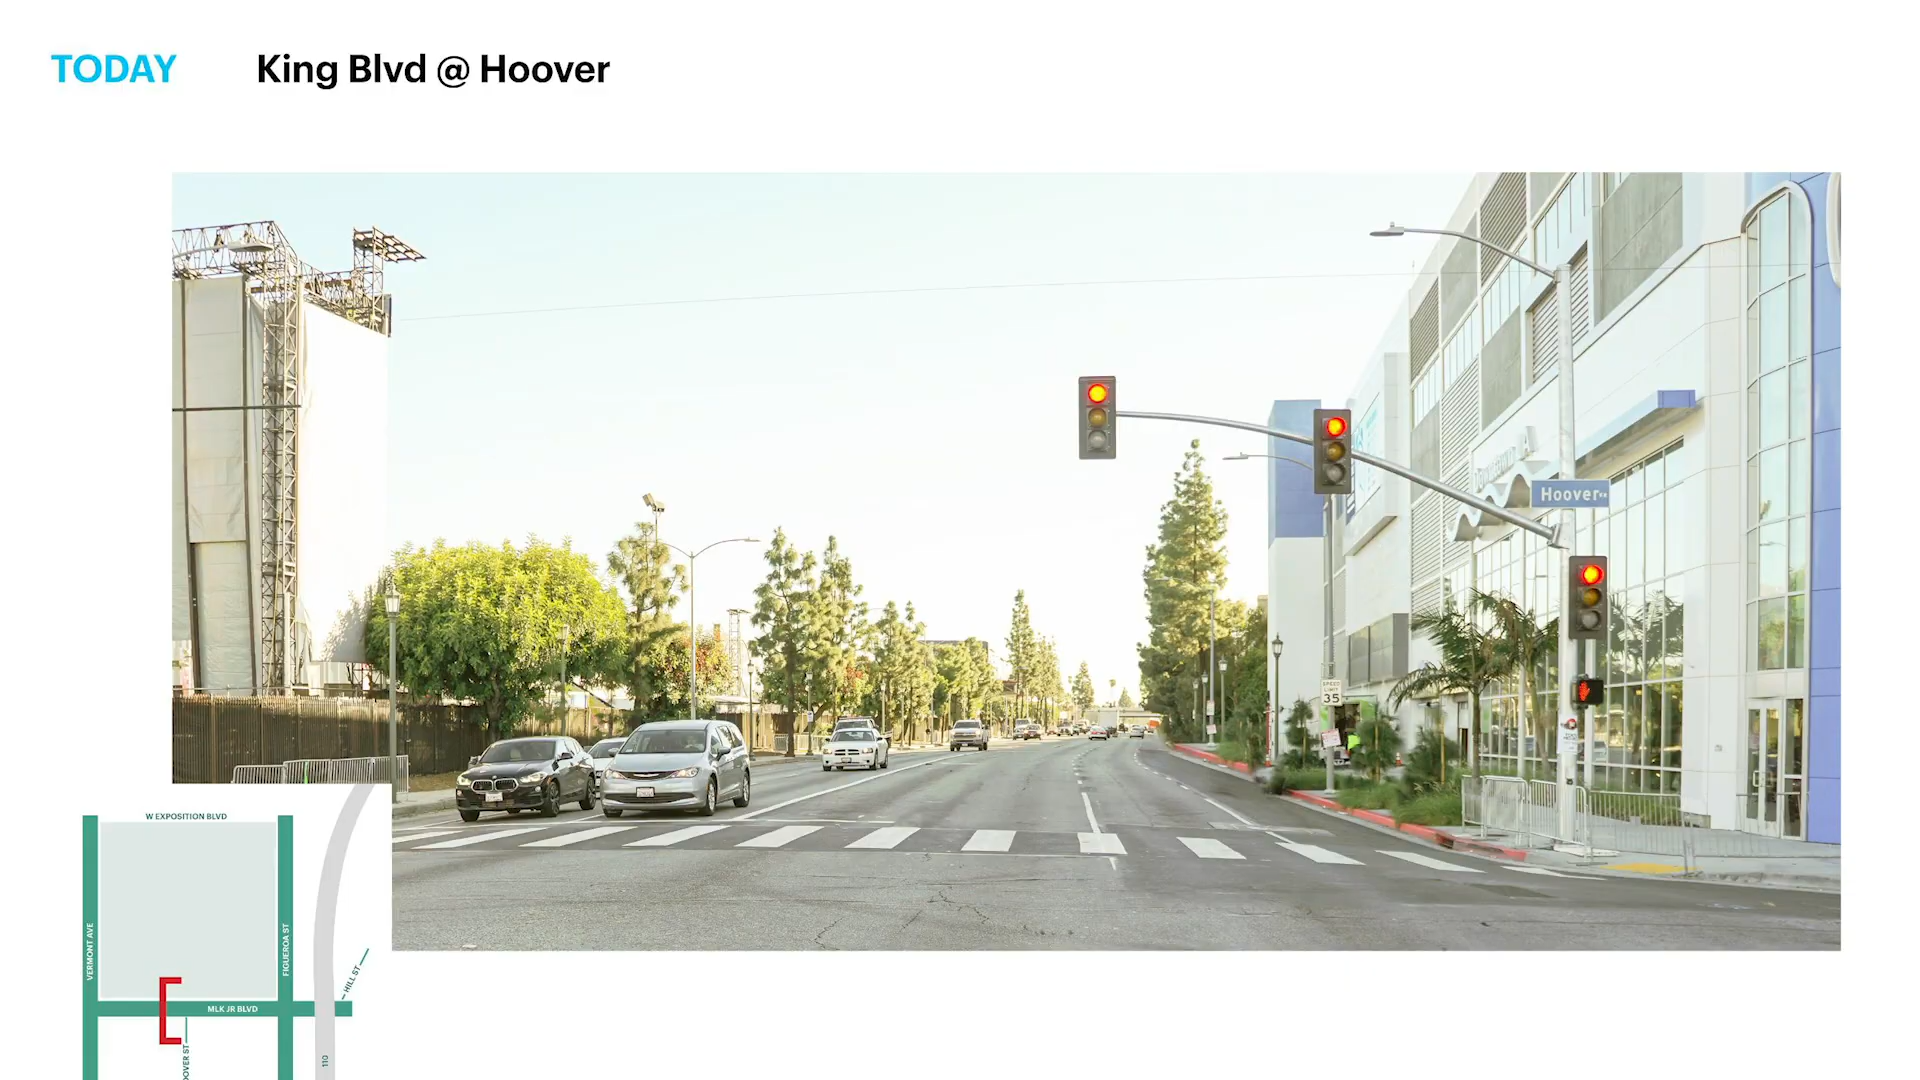 TODAY
King Blvd @ Hoover
Hoover
SPEED
LIMIT
35
W EXPOSITION BLVD
VERMONT AVE
FIGUEROA ST
HILL ST
MLK JR BLVD
110